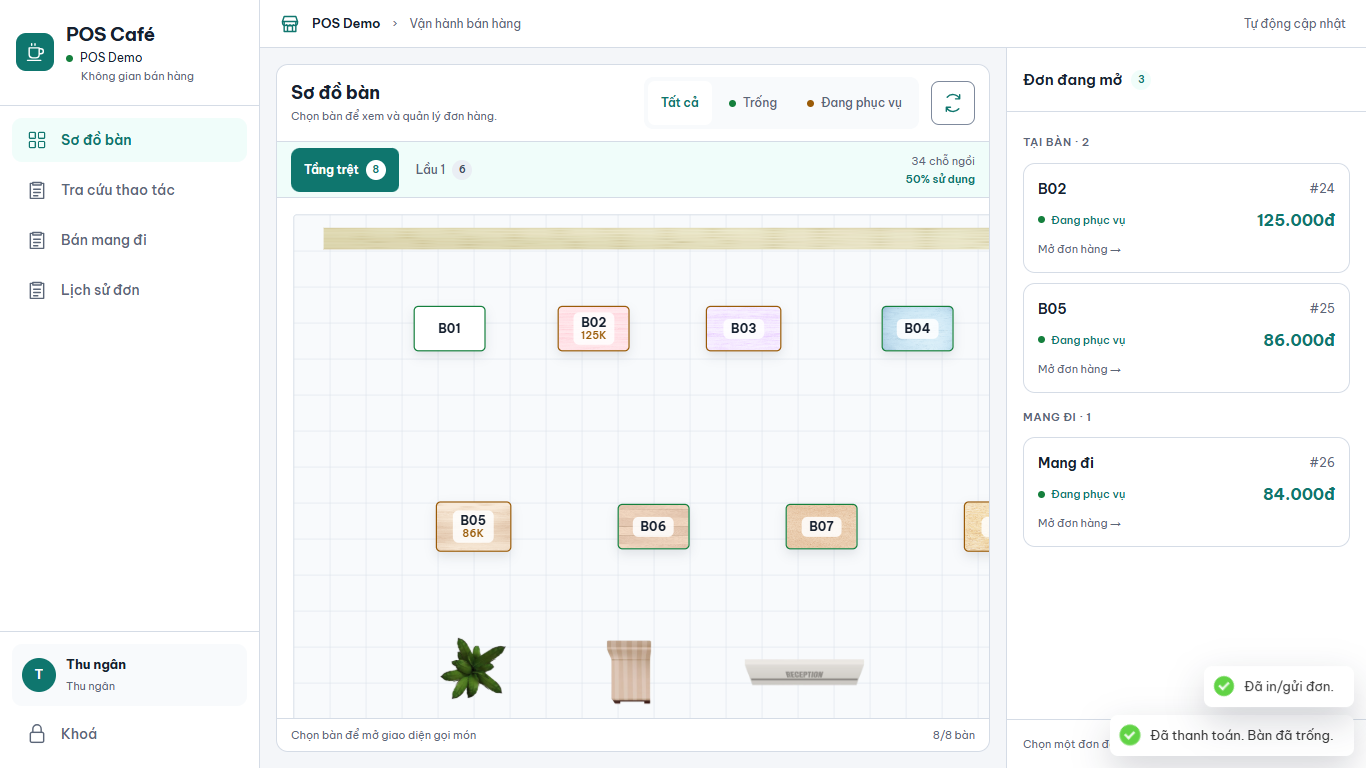 POS Café
POS Demo
Không gian bán hàng
Sơ đồ bàn
Tra cứu thao tác
Bán mang đi
Lịch sử đơn
T
Thu ngân
Thu ngân
Khoá
POS Demo › Vận hành bán hàng
Tự động cập nhật
Sơ đồ bàn
Chọn bàn để xem và quản lý đơn hàng.
Tất cả
Trống
Đang phục vụ
Tầng trệt 8
Lầu 1 6
34 chỗ ngồi
50% sử dụng
B01
B02
125K
B03
B04
B05
86K
B06
B07
RECEPTION
Chọn bàn để mở giao diện gọi món
8/8 bàn
Đơn đang mở 3
TẠI BÀN · 2
B02 #24
Đang phục vụ 125.000đ
Mở đơn hàng →
B05 #25
Đang phục vụ 86.000đ
Mở đơn hàng →
MANG ĐI · 1
Mang đi #26
Đang phục vụ 84.000đ
Mở đơn hàng →
Đã in/gửi đơn.
Chọn một đơn
Đã thanh toán. Bàn đã trống.